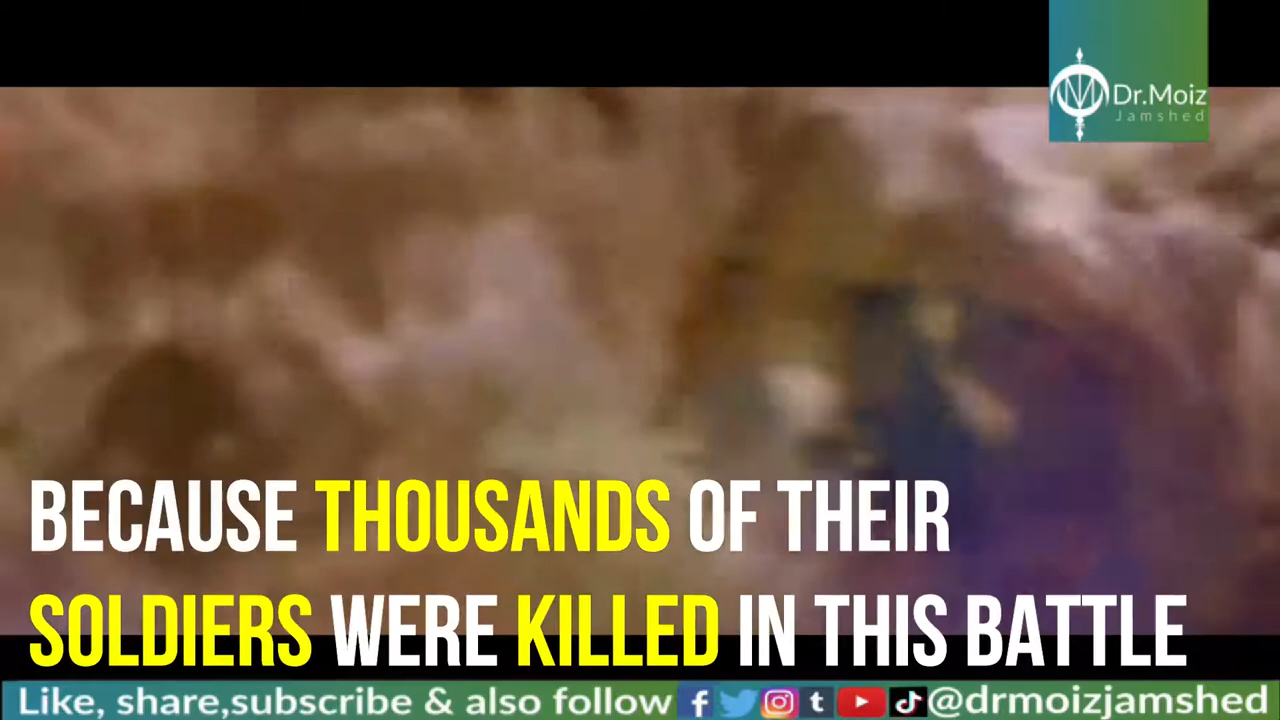 Dr.Moiz
Jamshed
BECAUSE THOUSANDS OF THEIR
SOLDIERS WERE KILLED IN THIS BATTLE
Like, share,subscribe & also follow @drmoizjamshed